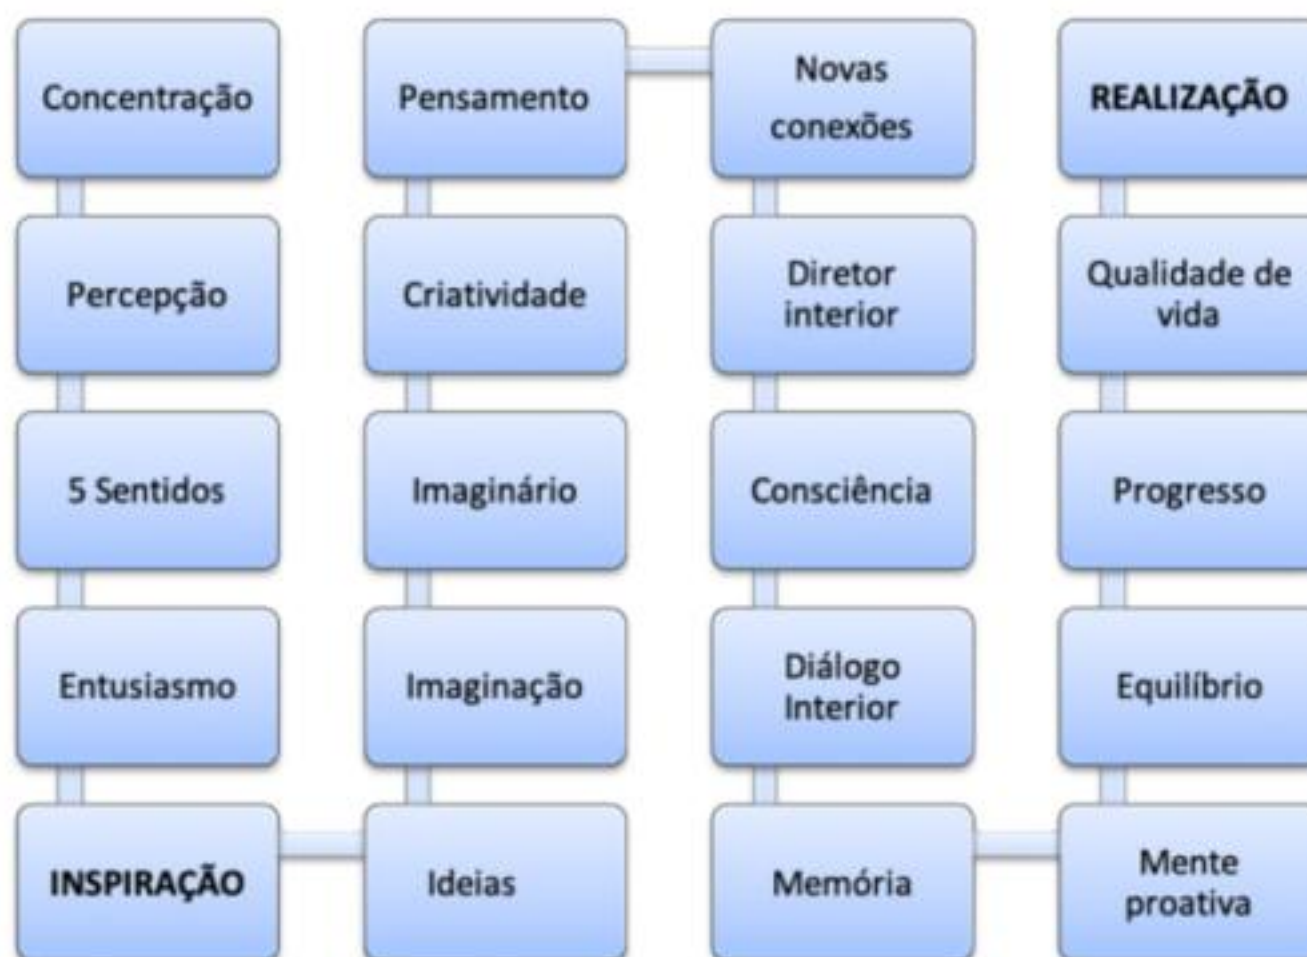 Concentração
Percepção
5 Sentidos
Entusiasmo
INSPIRAÇÃO
Ideias
Imaginação
Imaginário
Criatividade
Pensamento
Novas
conexões
Diretor
interior
Consciência
Diálogo
Interior
Memória
Mente
proativa
Equilíbrio
Progresso
Qualidade de
vida
REALIZAÇÃO